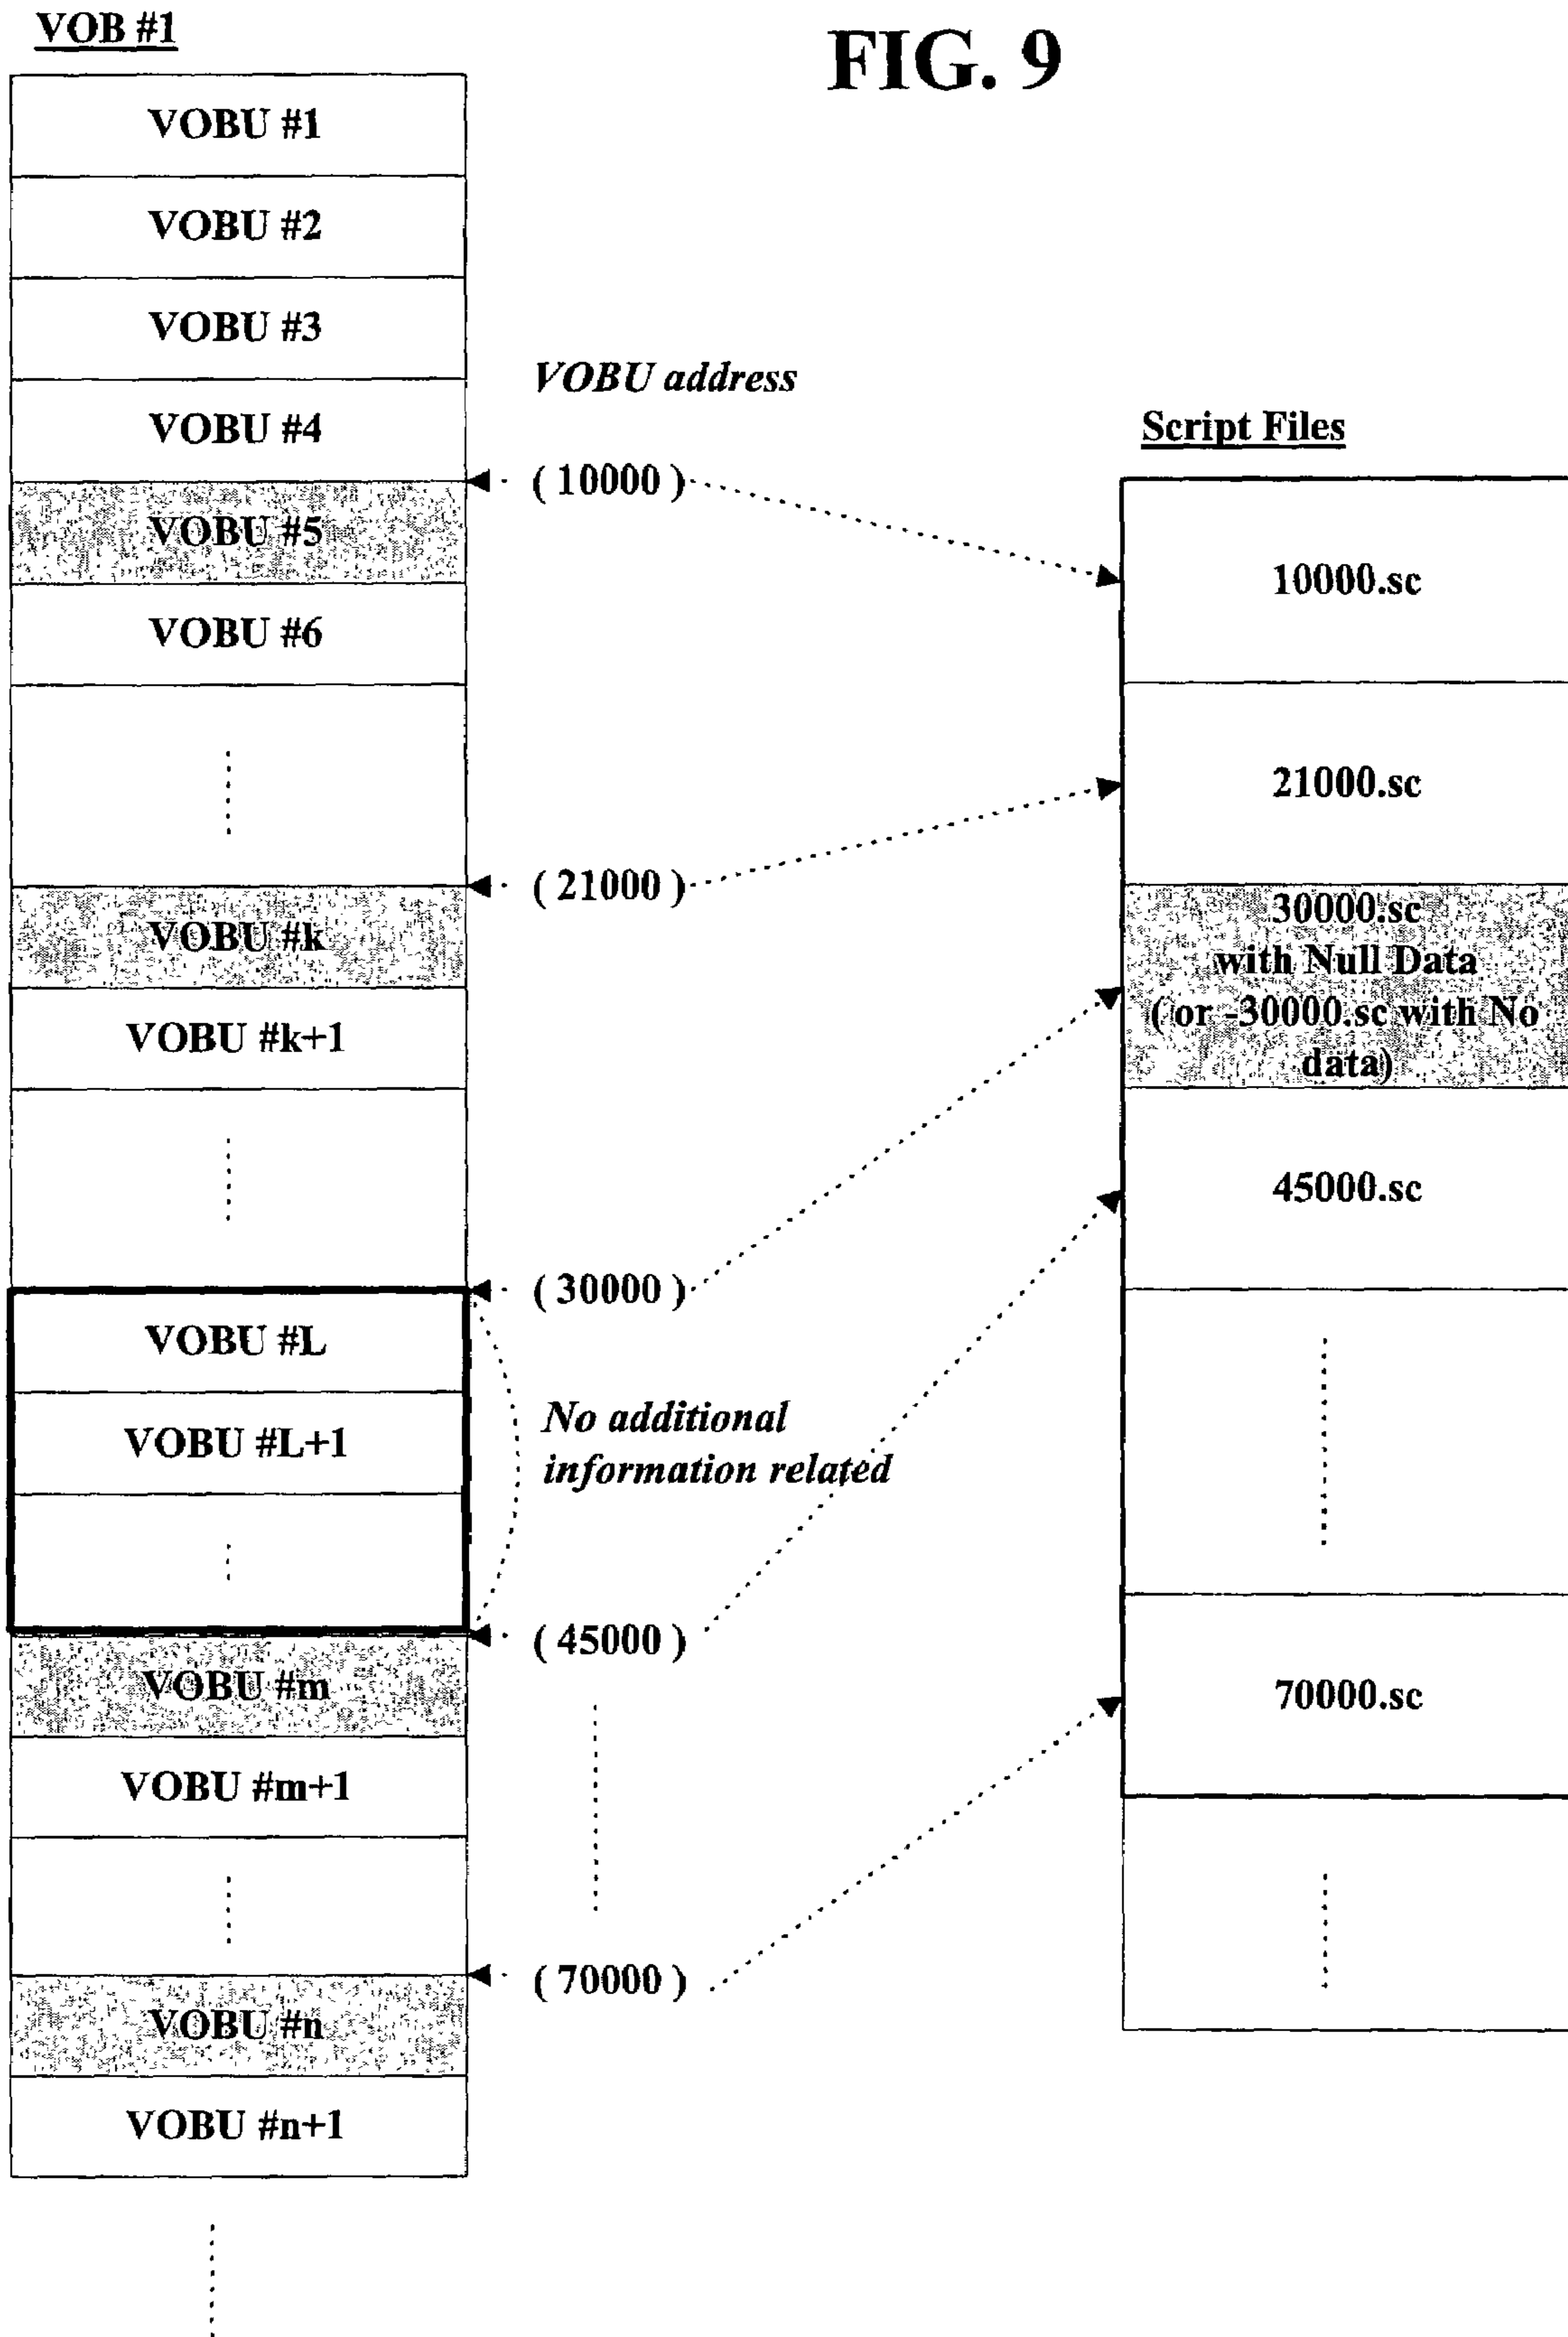 FIG. 9
VOB #1
VOBU #1
VOBU #2
VOBU #3
VOBU #4
VOBU #5
VOBU #6
VOBU #k
VOBU #k+1
VOBU #L
VOBU #L+1
VOBU #m
VOBU #m+1
VOBU #n
VOBU #n+1
VOBU address
( 10000 )
( 21000 )
( 30000 )
No additional
information related
( 45000 )
( 70000 )
Script Files
10000.sc
21000.sc
30000.sc
with Null Data
( or -30000.sc with No
data)
45000.sc
70000.sc